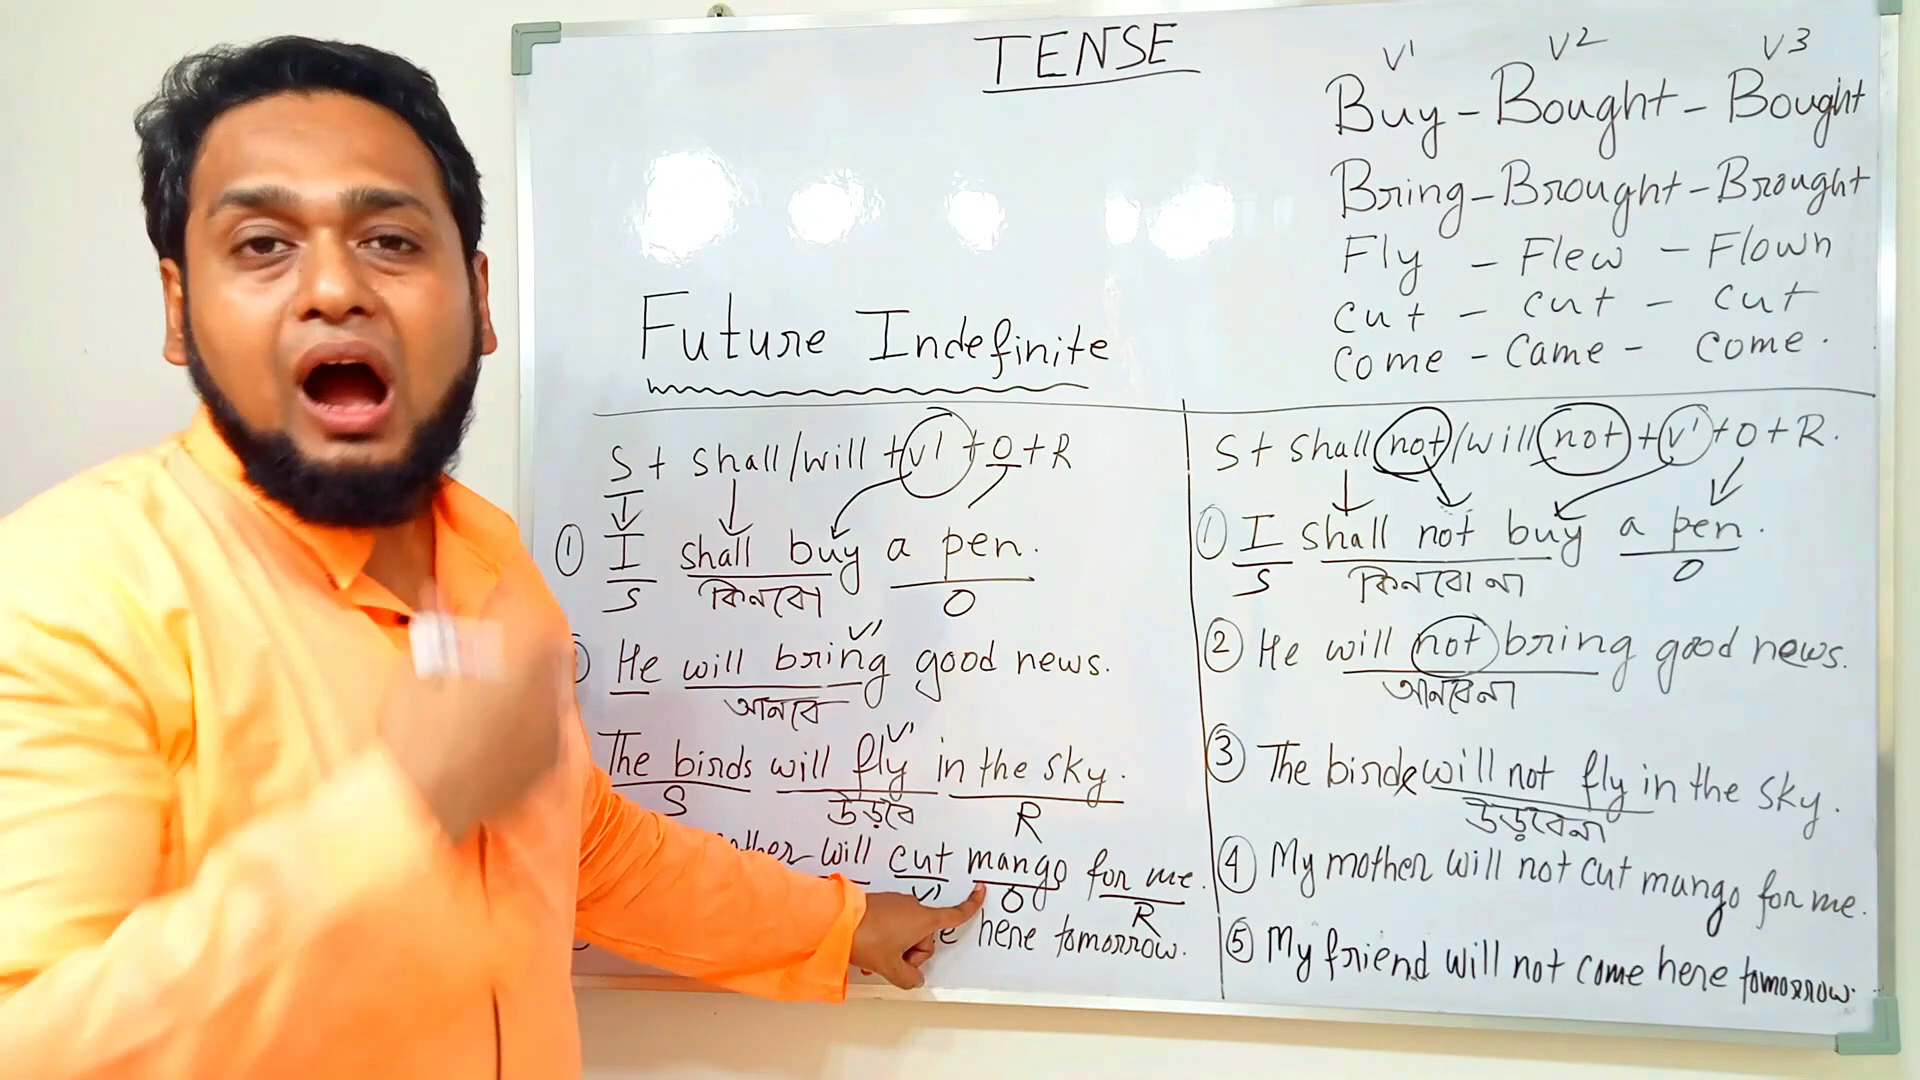 TENSE
V1 V2 V3
Buy - Bought - Bought
Bring - Brought - Brought
Fly - Flew - Flown
cut - cut - cut
Come - Came - Come.
Future Indefinite
S + shall/will + V1 + O + R
① I shall buy a pen.
S কিনবো O
V1
He will bring good news.
আনবে
V1
The birds will fly in the sky.
S উড়বে R
will cut mango for me.
V1 O R
here tomorrow.
S + shall not/will not + V1 + O + R.
① I shall not buy a pen.
S কিনবো না O
② He will not bring good news.
আনবেনা
③ The birds will not fly in the sky.
উড়বেনা
④ My mother will not cut mango for me.
⑤ My friend will not come here tomorrow.